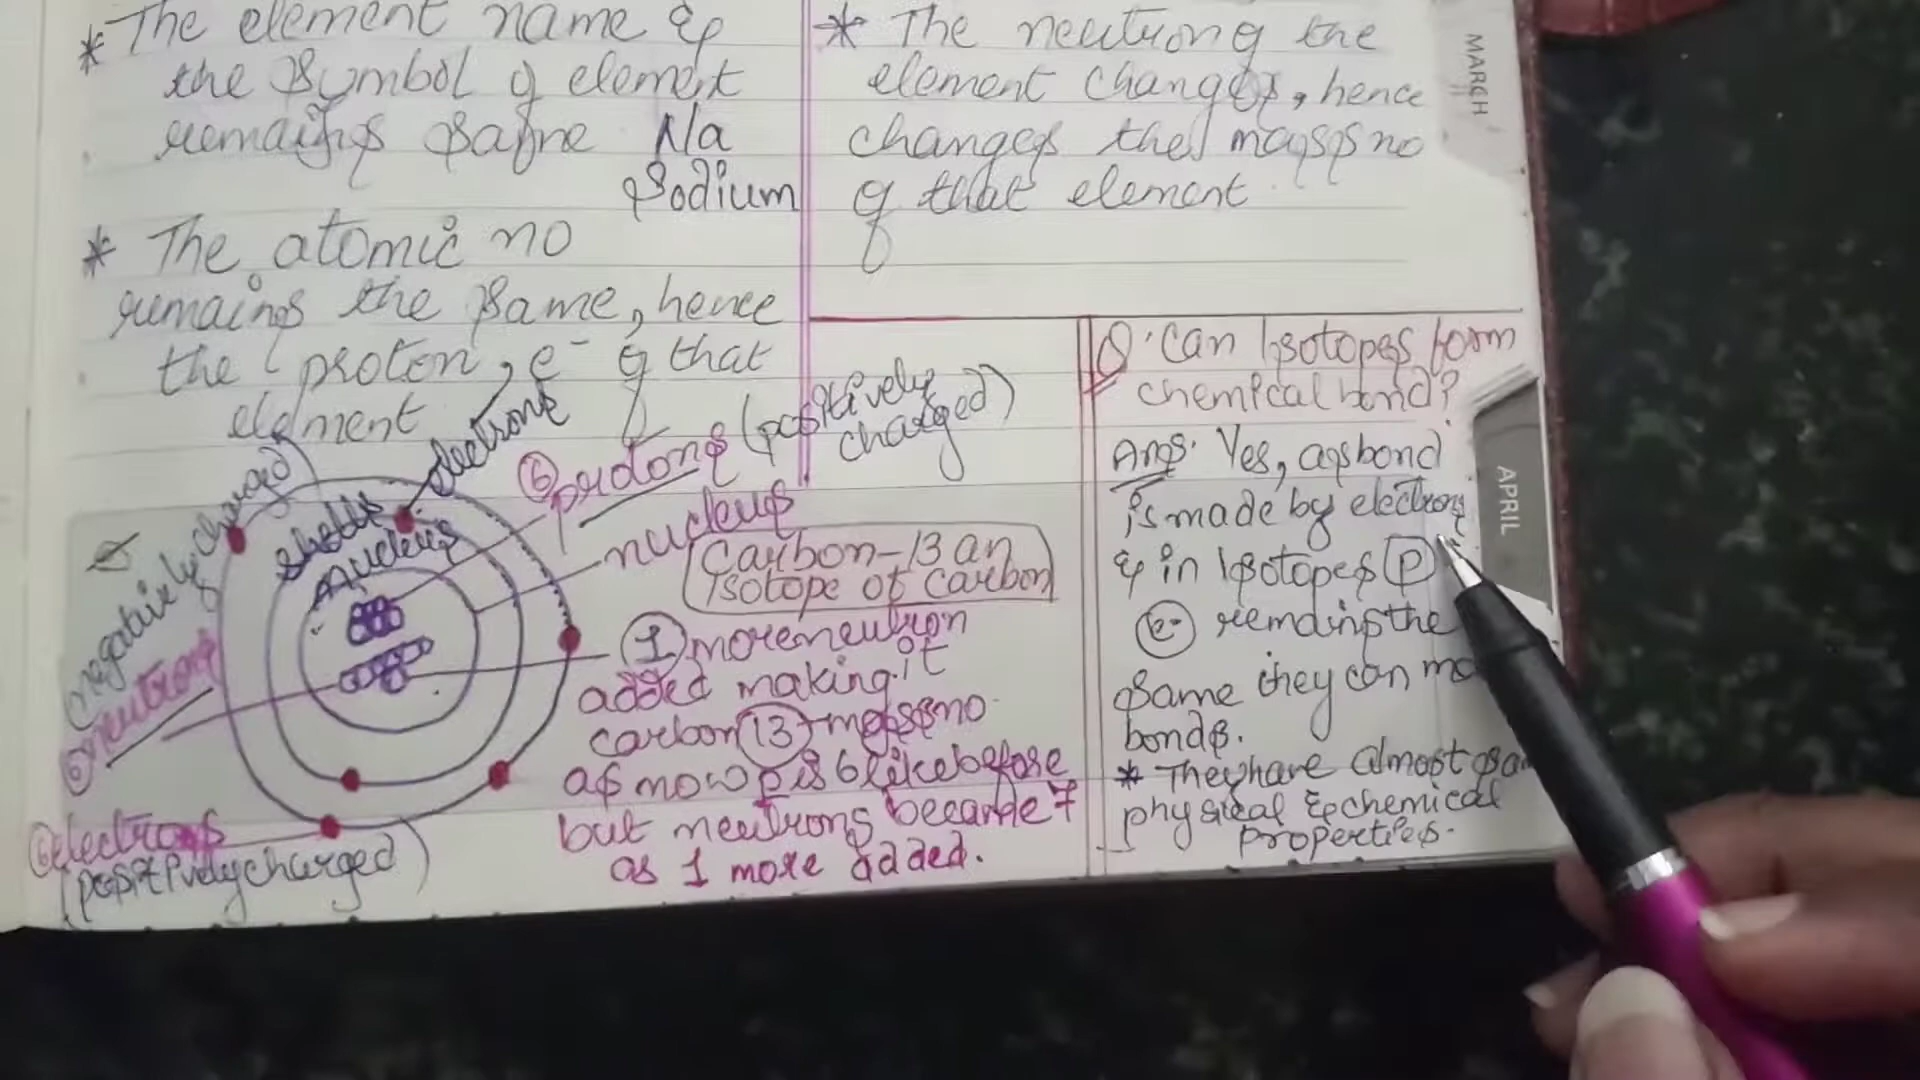 * The element name &
the symbol of element
remains same Na
Sodium
* The atomic no
remains the same, hence
the proton, e- of that
element
* The neutron of the
element changes, hence
changes the mass no
of that element
MARCH
APRIL
electrons
(negatively charged)
shells
nucleus
6 protons (positively
charged)
nucleus
6 neutrons
6 electrons
(positively charged)
Carbon-13 an
isotope of carbon
1 more neutron
added making it
carbon 13 - mass no.
as now p is 6 like before
but neutrons became 7
as 1 more added.
Q. Can Isotopes form
chemical bond?
Ans. Yes, as bond
is made by electrons
& in Isotopes P
e- remains the
same they can
bonds.
* They have almost
physical & chemical
properties.